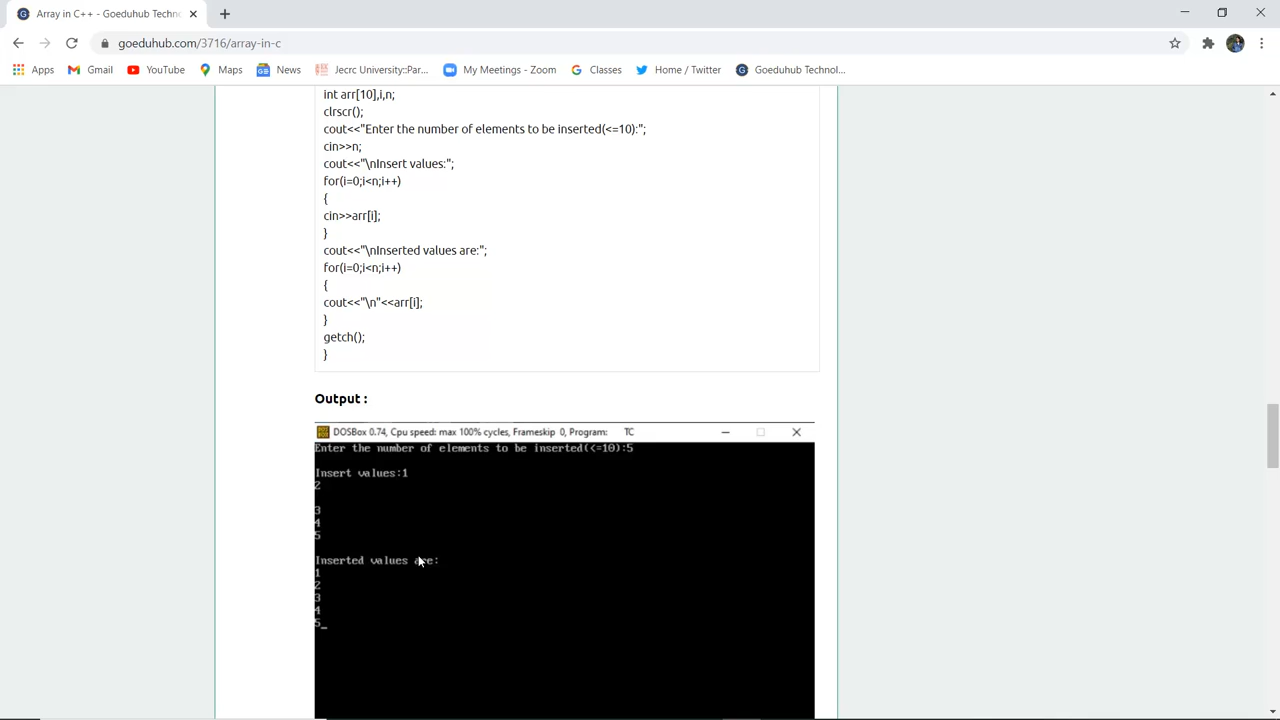 Array in C++ - Goeduhub Techno
goeduhub.com/3716/array-in-c
Apps
Gmail
YouTube
Maps
News
Jecrc University::Par...
My Meetings - Zoom
Classes
Home / Twitter
Goeduhub Technol...
int arr[10],i,n;
clrscr();
cout<<"Enter the number of elements to be inserted(<=10):";
cin>>n;
cout<<"\nInsert values:";
for(i=0;i<n;i++)
{
cin>>arr[i];
}
cout<<"\nInserted values are:";
for(i=0;i<n;i++)
{
cout<<"\n"<<arr[i];
}
getch();
}
Output :
DOSBox 0.74, Cpu speed: max 100% cycles, Frameskip 0, Program: TC
Enter the number of elements to be inserted(<=10):5
Insert values:1
2
3
4
5
Inserted values are:
1
2
3
4
5_